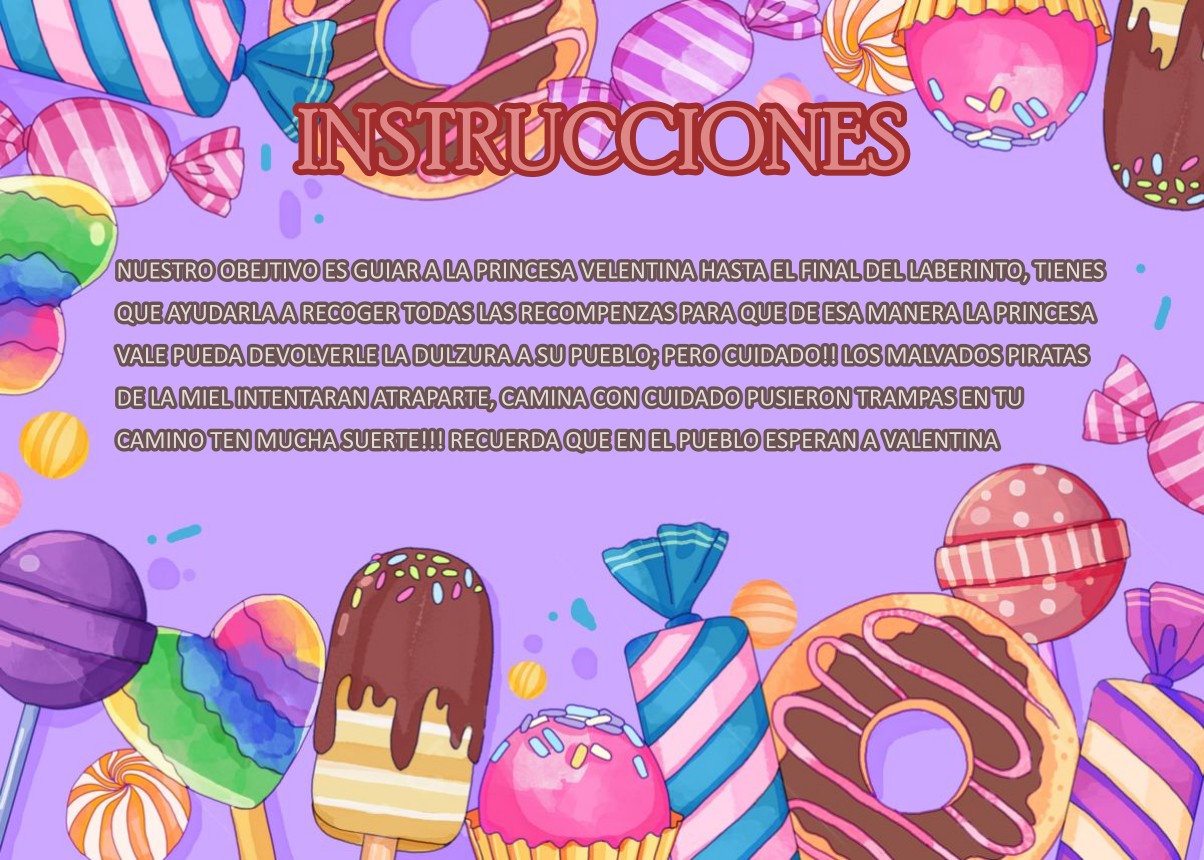 INSTRUCCIONES
NUESTRO OBEJTIVO ES GUIAR A LA PRINCESA VELENTINA HASTA EL FINAL DEL LABERINTO, TIENES
QUE AYUDARLA A RECOGER TODAS LAS RECOMPENZAS PARA QUE DE ESA MANERA LA PRINCESA
VALE PUEDA DEVOLVERLE LA DULZURA A SU PUEBLO; PERO CUIDADO!! LOS MALVADOS PIRATAS
DE LA MIEL INTENTARAN ATRAPARTE, CAMINA CON CUIDADO PUSIERON TRAMPAS EN TU
CAMINO TEN MUCHA SUERTE!!! RECUERDA QUE EN EL PUEBLO ESPERAN A VALENTINA